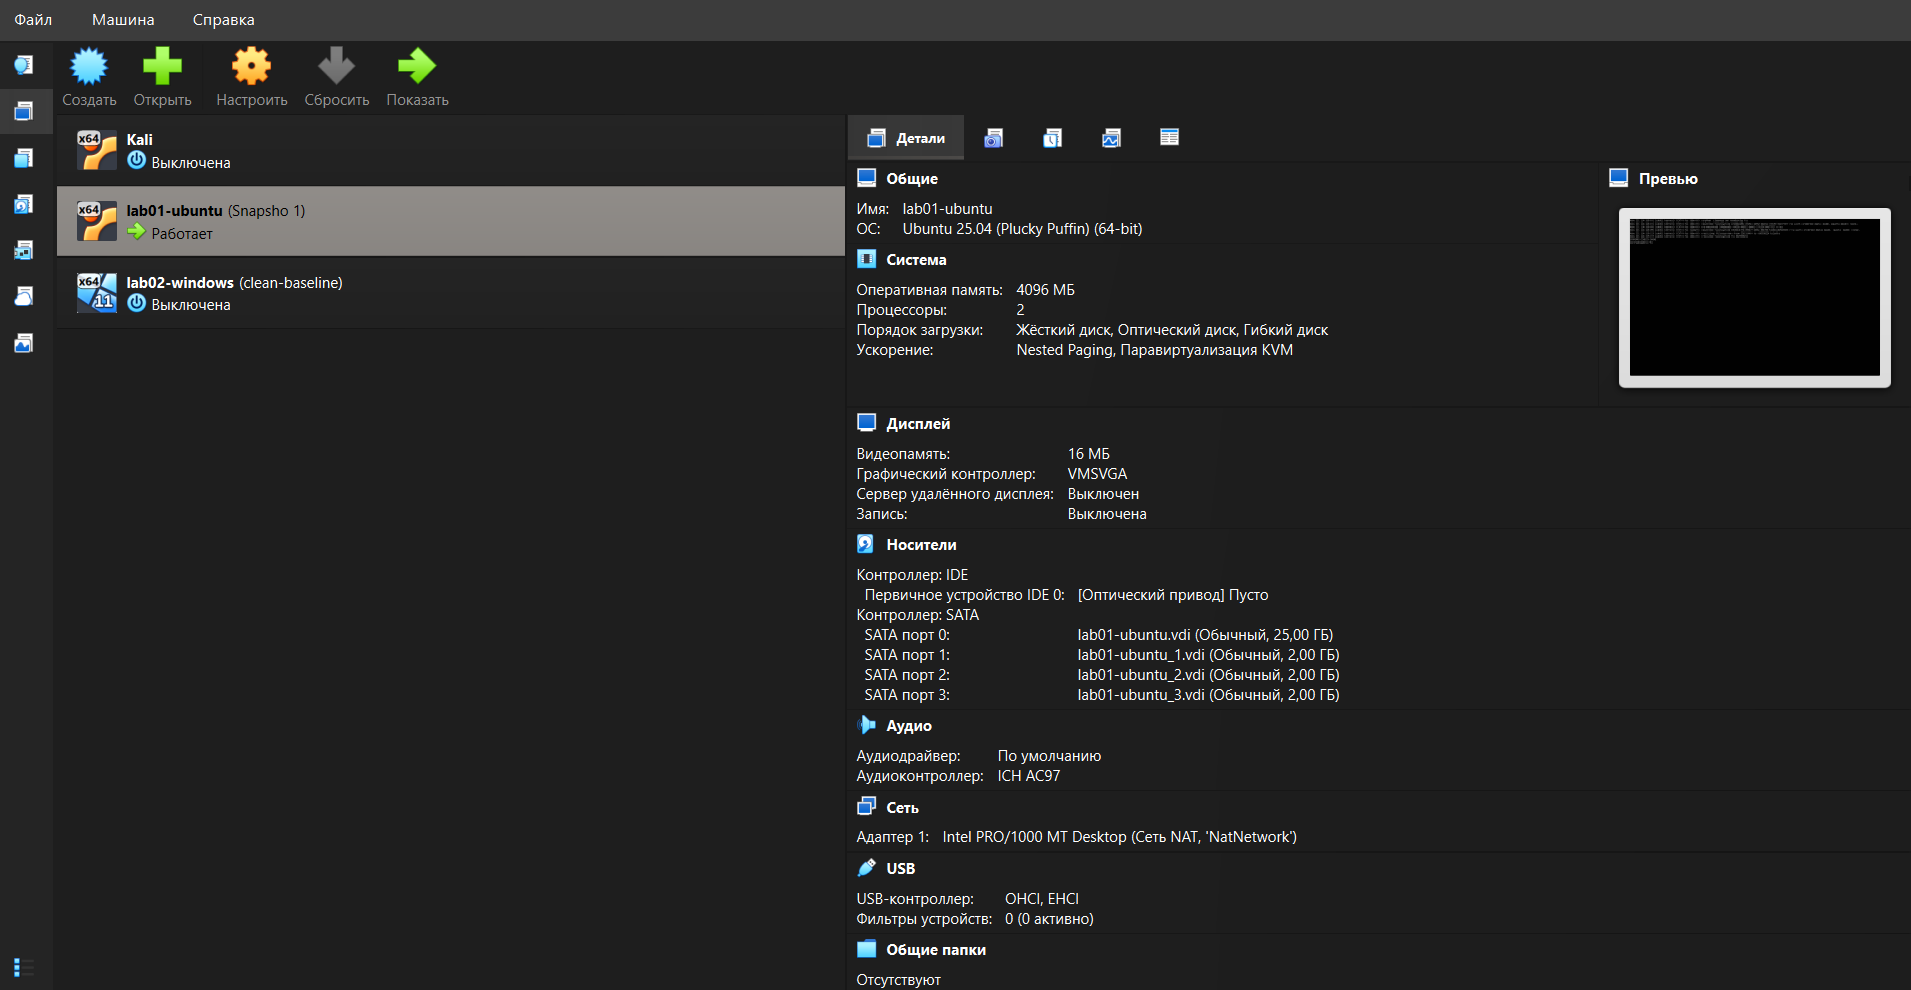 Файл Машина Справка
Создать Открыть Настроить Сбросить Показать
x64 Kali
Выключена
x64 lab01-ubuntu (Snapsho 1)
Работает
x64 11 lab02-windows (clean-baseline)
Выключена
Детали
Общие
Имя: lab01-ubuntu
ОС: Ubuntu 25.04 (Plucky Puffin) (64-bit)
Превью
Система
Оперативная память: 4096 МБ
Процессоры: 2
Порядок загрузки: Жёсткий диск, Оптический диск, Гибкий диск
Ускорение: Nested Paging, Паравиртуализация KVM
Дисплей
Видеопамять: 16 МБ
Графический контроллер: VMSVGA
Сервер удалённого дисплея: Выключен
Запись: Выключена
Носители
Контроллер: IDE
Первичное устройство IDE 0: [Оптический привод] Пусто
Контроллер: SATA
SATA порт 0: lab01-ubuntu.vdi (Обычный, 25,00 ГБ)
SATA порт 1: lab01-ubuntu_1.vdi (Обычный, 2,00 ГБ)
SATA порт 2: lab01-ubuntu_2.vdi (Обычный, 2,00 ГБ)
SATA порт 3: lab01-ubuntu_3.vdi (Обычный, 2,00 ГБ)
Аудио
Аудиодрайвер: По умолчанию
Аудиоконтроллер: ICH AC97
Сеть
Адаптер 1: Intel PRO/1000 MT Desktop (Сеть NAT, 'NatNetwork')
USB
USB-контроллер: OHCI, EHCI
Фильтры устройств: 0 (0 активно)
Общие папки
Отсутствуют